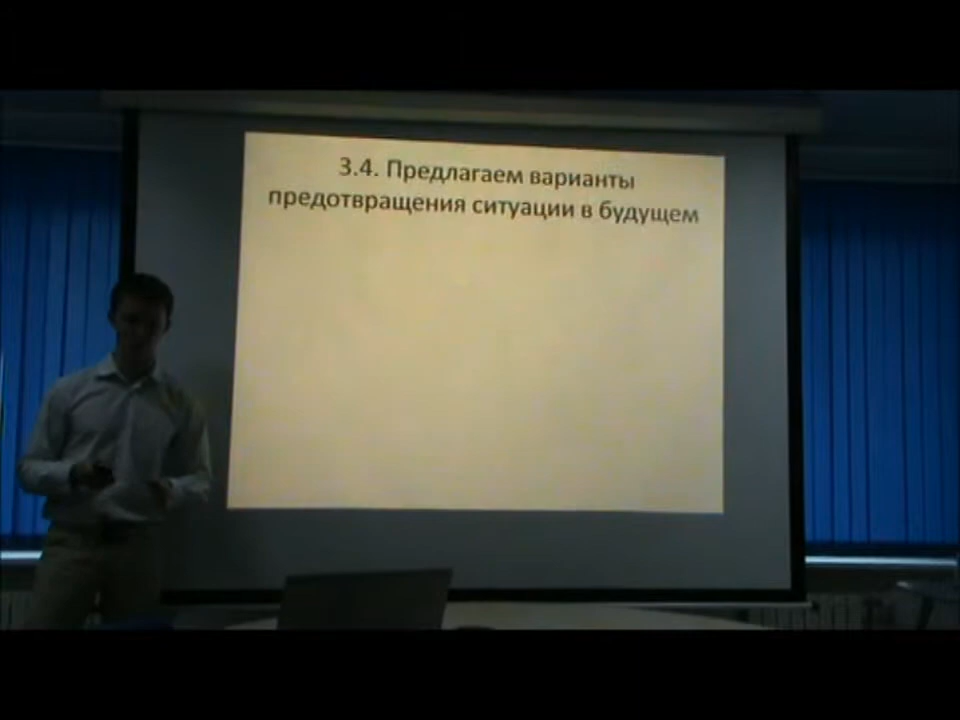 3.4. Предлагаем варианты
предотвращения ситуации в будущем